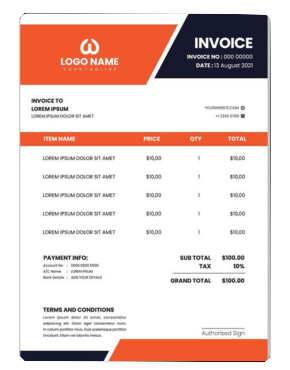 LOGO NAME
YOUR TAGLINE
INVOICE
INVOICE NO : 000 00000
DATE : 13 August 2021
INVOICE TO
LOREM IPSUM
LOREM IPSUM DOLOR SIT AMET
YOURWEBSITE.COM
ITEM NAME PRICE QTY TOTAL
LOREM IPSUM DOLOR SIT AMET $10,00 1 $10,00
LOREM IPSUM DOLOR SIT AMET $10,00 1 $10,00
LOREM IPSUM DOLOR SIT AMET $10,00 1 $10,00
LOREM IPSUM DOLOR SIT AMET $10,00 1 $10,00
LOREM IPSUM DOLOR SIT AMET $10,00 1 $10,00
PAYMENT INFO:
Account No : 0000 0000 0000
A/C Name : LOREM IPSUM
Bank Details : ADD YOUR DETAILS
SUB TOTAL $100.00
TAX 10%
GRAND TOTAL $100.00
TERMS AND CONDITIONS
Lorem ipsum dolor sit amet, consectetur
adipiscing elit. Etiam eget consectetur nunc.
In rutrum porttitor risus. Duis scelerisque porttitor
tincidunt. Etiam vel lobortis metus.
Authorised Sign